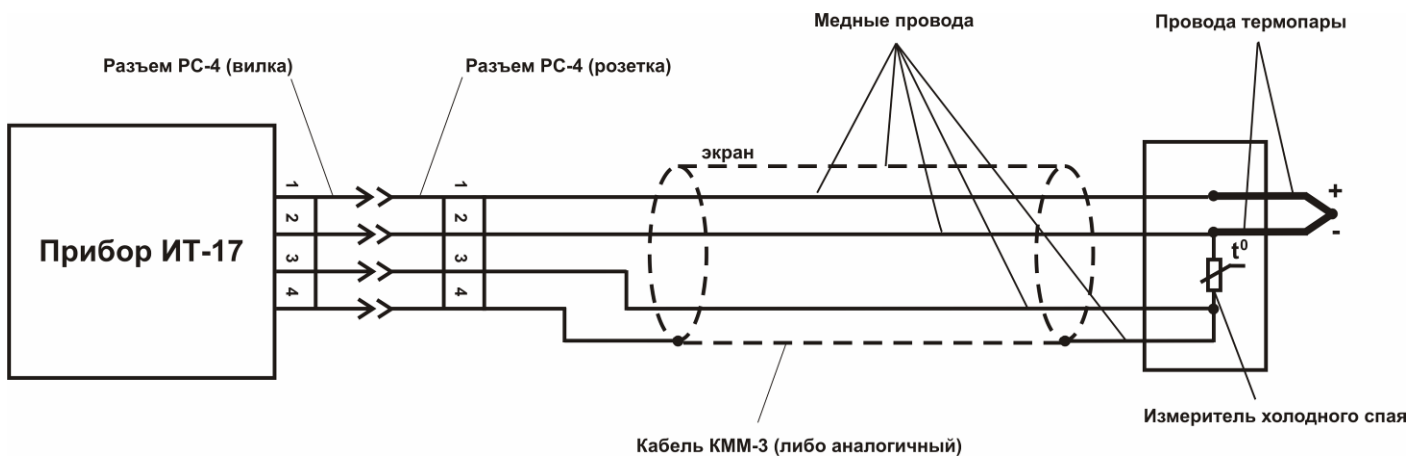 Медные провода
Провода термопары
Разъем РС-4 (вилка)
Разъем РС-4 (розетка)
экран
Прибор ИТ-17
1
2
3
4
1
2
3
4
+
-
t⁰
Измеритель холодного спая
Кабель КММ-3 (либо аналогичный)